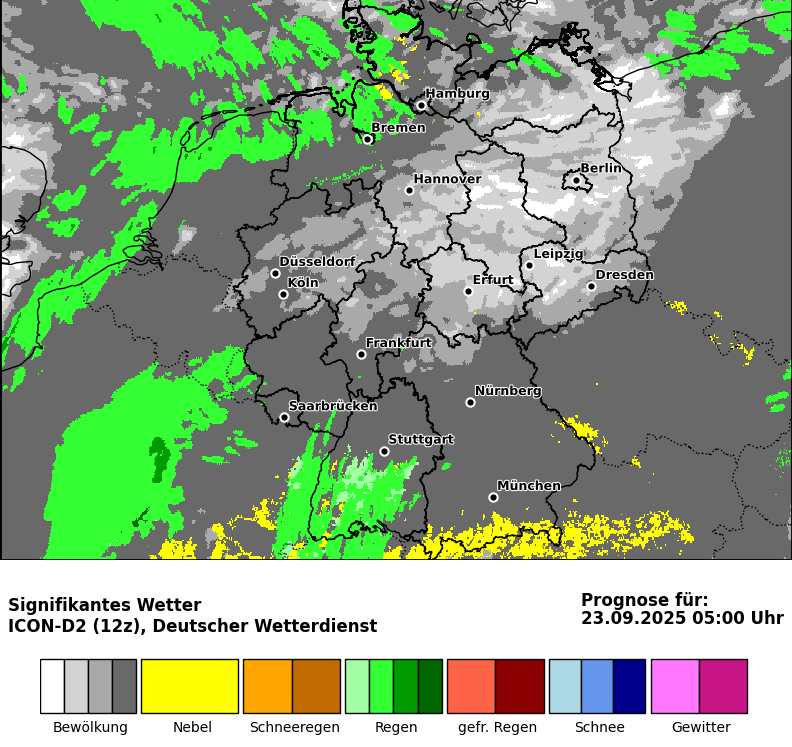 Hamburg
Bremen
Berlin
Hannover
Leipzig
Düsseldorf
Dresden
Köln
Erfurt
Frankfurt
Nürnberg
Saarbrücken
Stuttgart
München
Signifikantes Wetter
ICON-D2 (12z), Deutscher Wetterdienst
Prognose für:
23.09.2025 05:00 Uhr
Bewölkung
Nebel
Schneeregen
Regen
gefr. Regen
Schnee
Gewitter